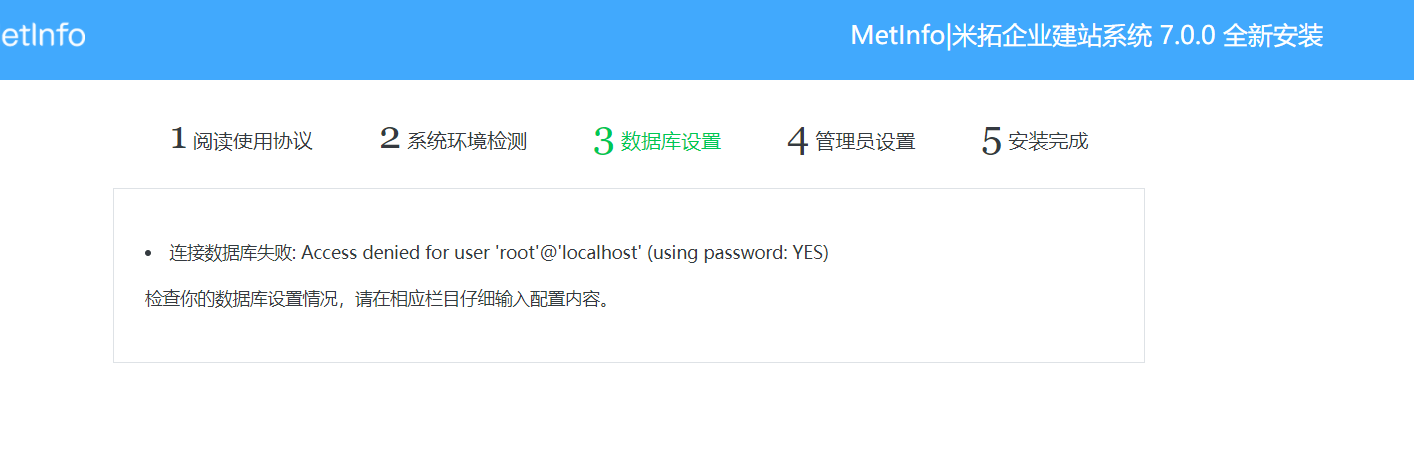 etInfo
MetInfo|米拓企业建站系统 7.0.0 全新安装
1 阅读使用协议 2 系统环境检测 3 数据库设置 4 管理员设置 5 安装完成
• 连接数据库失败: Access denied for user 'root'@'localhost' (using password: YES)
检查你的数据库设置情况，请在相应栏目仔细输入配置内容。